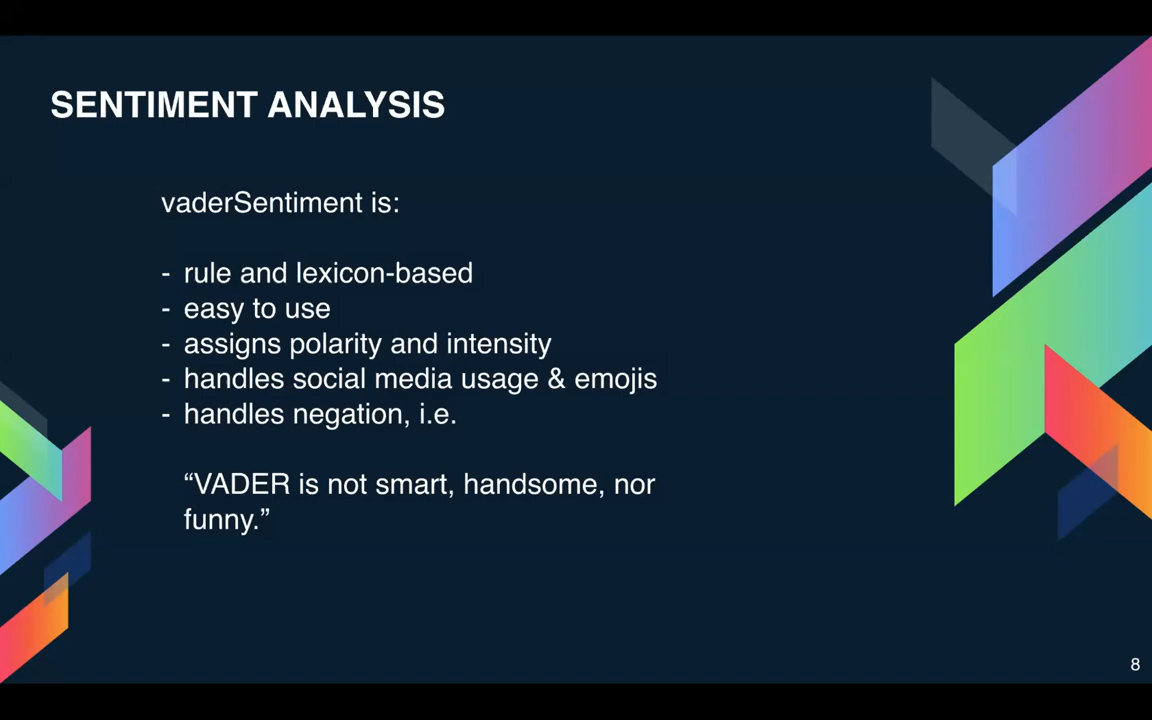 SENTIMENT ANALYSIS
vaderSentiment is:
- rule and lexicon-based
- easy to use
- assigns polarity and intensity
- handles social media usage & emojis
- handles negation, i.e.
“VADER is not smart, handsome, nor
funny.”
8